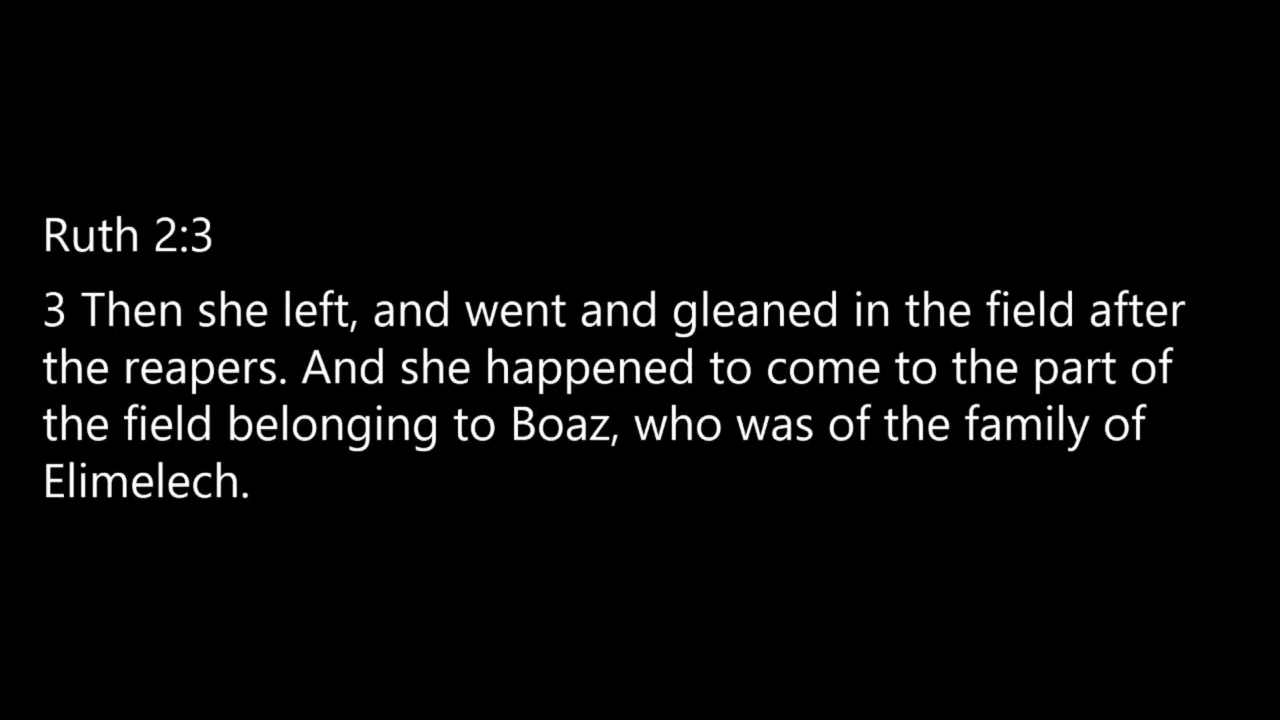 Ruth 2:3
3 Then she left, and went and gleaned in the field after
the reapers. And she happened to come to the part of
the field belonging to Boaz, who was of the family of
Elimelech.